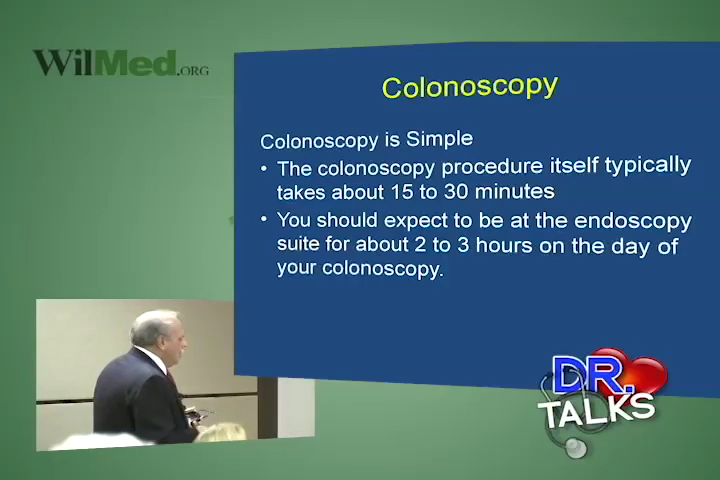 WilMed.ORG
Colonoscopy
Colonoscopy is Simple
• The colonoscopy procedure itself typically
takes about 15 to 30 minutes
• You should expect to be at the endoscopy
suite for about 2 to 3 hours on the day of
your colonoscopy.
DR.
TALKS